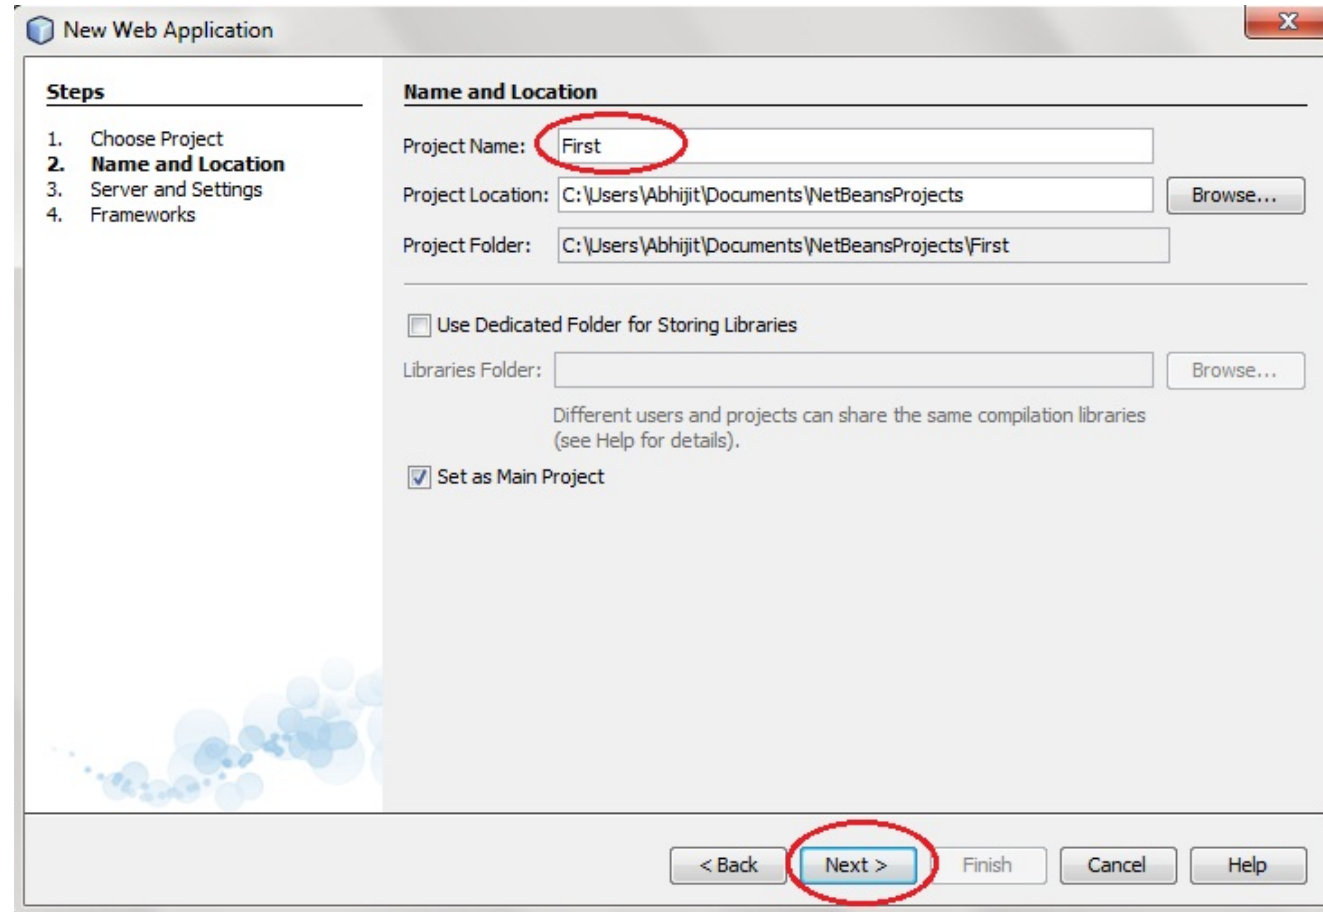 New Web Application
Steps
1. Choose Project
2. Name and Location
3. Server and Settings
4. Frameworks
Name and Location
Project Name: First
Project Location: C:\Users\Abhijit\Documents\NetBeansProjects Browse...
Project Folder: C:\Users\Abhijit\Documents\NetBeansProjects\First
Use Dedicated Folder for Storing Libraries
Libraries Folder: Browse...
Different users and projects can share the same compilation libraries
(see Help for details).
Set as Main Project
< Back Next > Finish Cancel Help